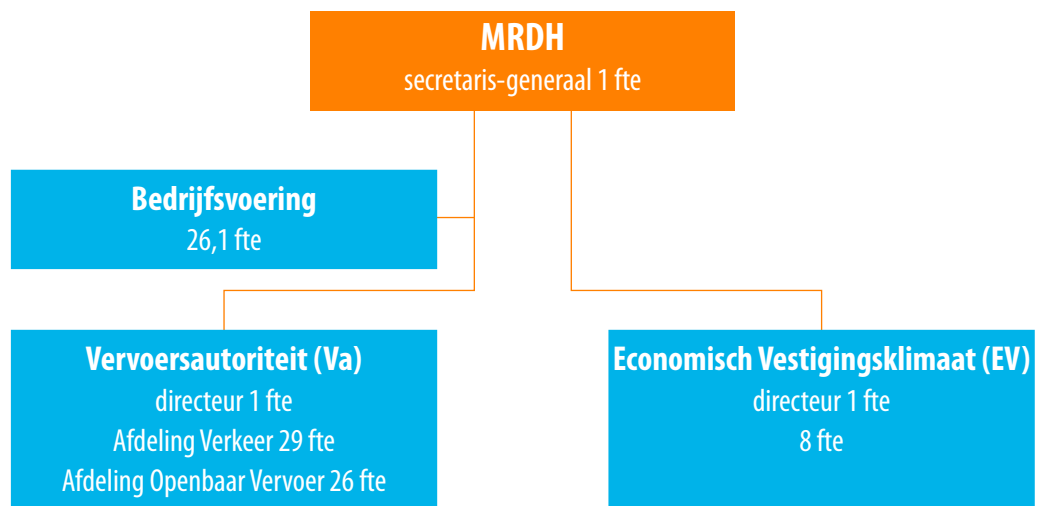 MRDH
secretaris-generaal 1 fte
Bedrijfsvoering
26,1 fte
Vervoersautoriteit (Va)
directeur 1 fte
Afdeling Verkeer 29 fte
Afdeling Openbaar Vervoer 26 fte
Economisch Vestigingsklimaat (EV)
directeur 1 fte
8 fte